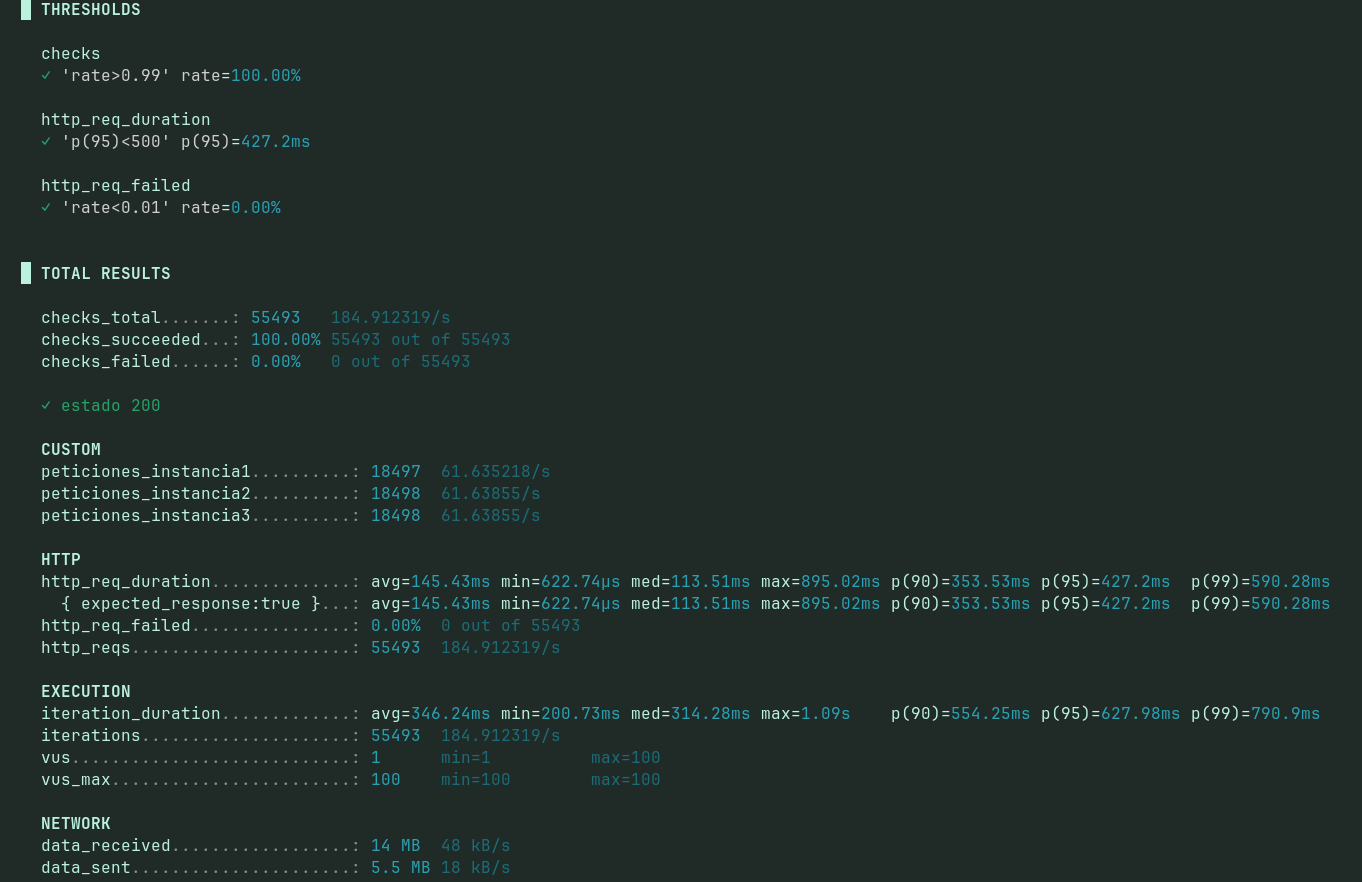 THRESHOLDS
checks
✓ 'rate>0.99' rate=100.00%
http_req_duration
✓ 'p(95)<500' p(95)=427.2ms
http_req_failed
✓ 'rate<0.01' rate=0.00%
TOTAL RESULTS
checks_total.......: 55493   184.912319/s
checks_succeeded...: 100.00% 55493 out of 55493
checks_failed......: 0.00%   0 out of 55493
✓ estado 200
CUSTOM
peticiones_instancia1..........: 18497  61.635218/s
peticiones_instancia2..........: 18498  61.63855/s
peticiones_instancia3..........: 18498  61.63855/s
HTTP
http_req_duration..............: avg=145.43ms min=622.74µs med=113.51ms max=895.02ms p(90)=353.53ms p(95)=427.2ms  p(99)=590.28ms
{ expected_response:true }...: avg=145.43ms min=622.74µs med=113.51ms max=895.02ms p(90)=353.53ms p(95)=427.2ms  p(99)=590.28ms
http_req_failed................: 0.00%  0 out of 55493
http_reqs......................: 55493  184.912319/s
EXECUTION
iteration_duration.............: avg=346.24ms min=200.73ms med=314.28ms max=1.09s    p(90)=554.25ms p(95)=627.98ms p(99)=790.9ms
iterations.....................: 55493  184.912319/s
vus............................: 1      min=1          max=100
vus_max........................: 100    min=100        max=100
NETWORK
data_received..................: 14 MB  48 kB/s
data_sent......................: 5.5 MB 18 kB/s